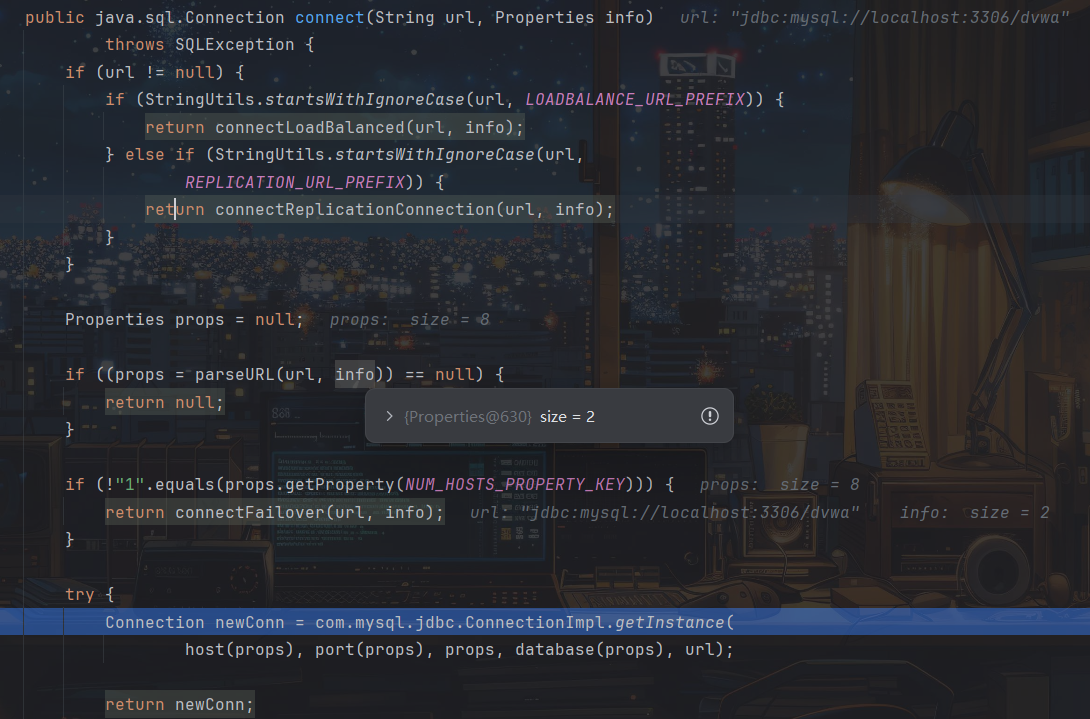 public java.sql.Connection connect(String url, Properties info)   url: "jdbc:mysql://localhost:3306/dvwa"
        throws SQLException {
    if (url != null) {
        if (StringUtils.startsWithIgnoreCase(url, LOADBALANCE_URL_PREFIX)) {
            return connectLoadBalanced(url, info);
        } else if (StringUtils.startsWithIgnoreCase(url,
                REPLICATION_URL_PREFIX)) {
            return connectReplicationConnection(url, info);
        }
    }
    Properties props = null;   props:  size = 8
    if ((props = parseURL(url, info)) == null) {
        return null;
{Properties@630} size = 2
    }
    if (!"1".equals(props.getProperty(NUM_HOSTS_PROPERTY_KEY))) {   props:  size = 8
        return connectFailover(url, info);   url: "jdbc:mysql://localhost:3306/dvwa"    info:  size = 2
    }
    try {
        Connection newConn = com.mysql.jdbc.ConnectionImpl.getInstance(
                host(props), port(props), props, database(props), url);
        return newConn;